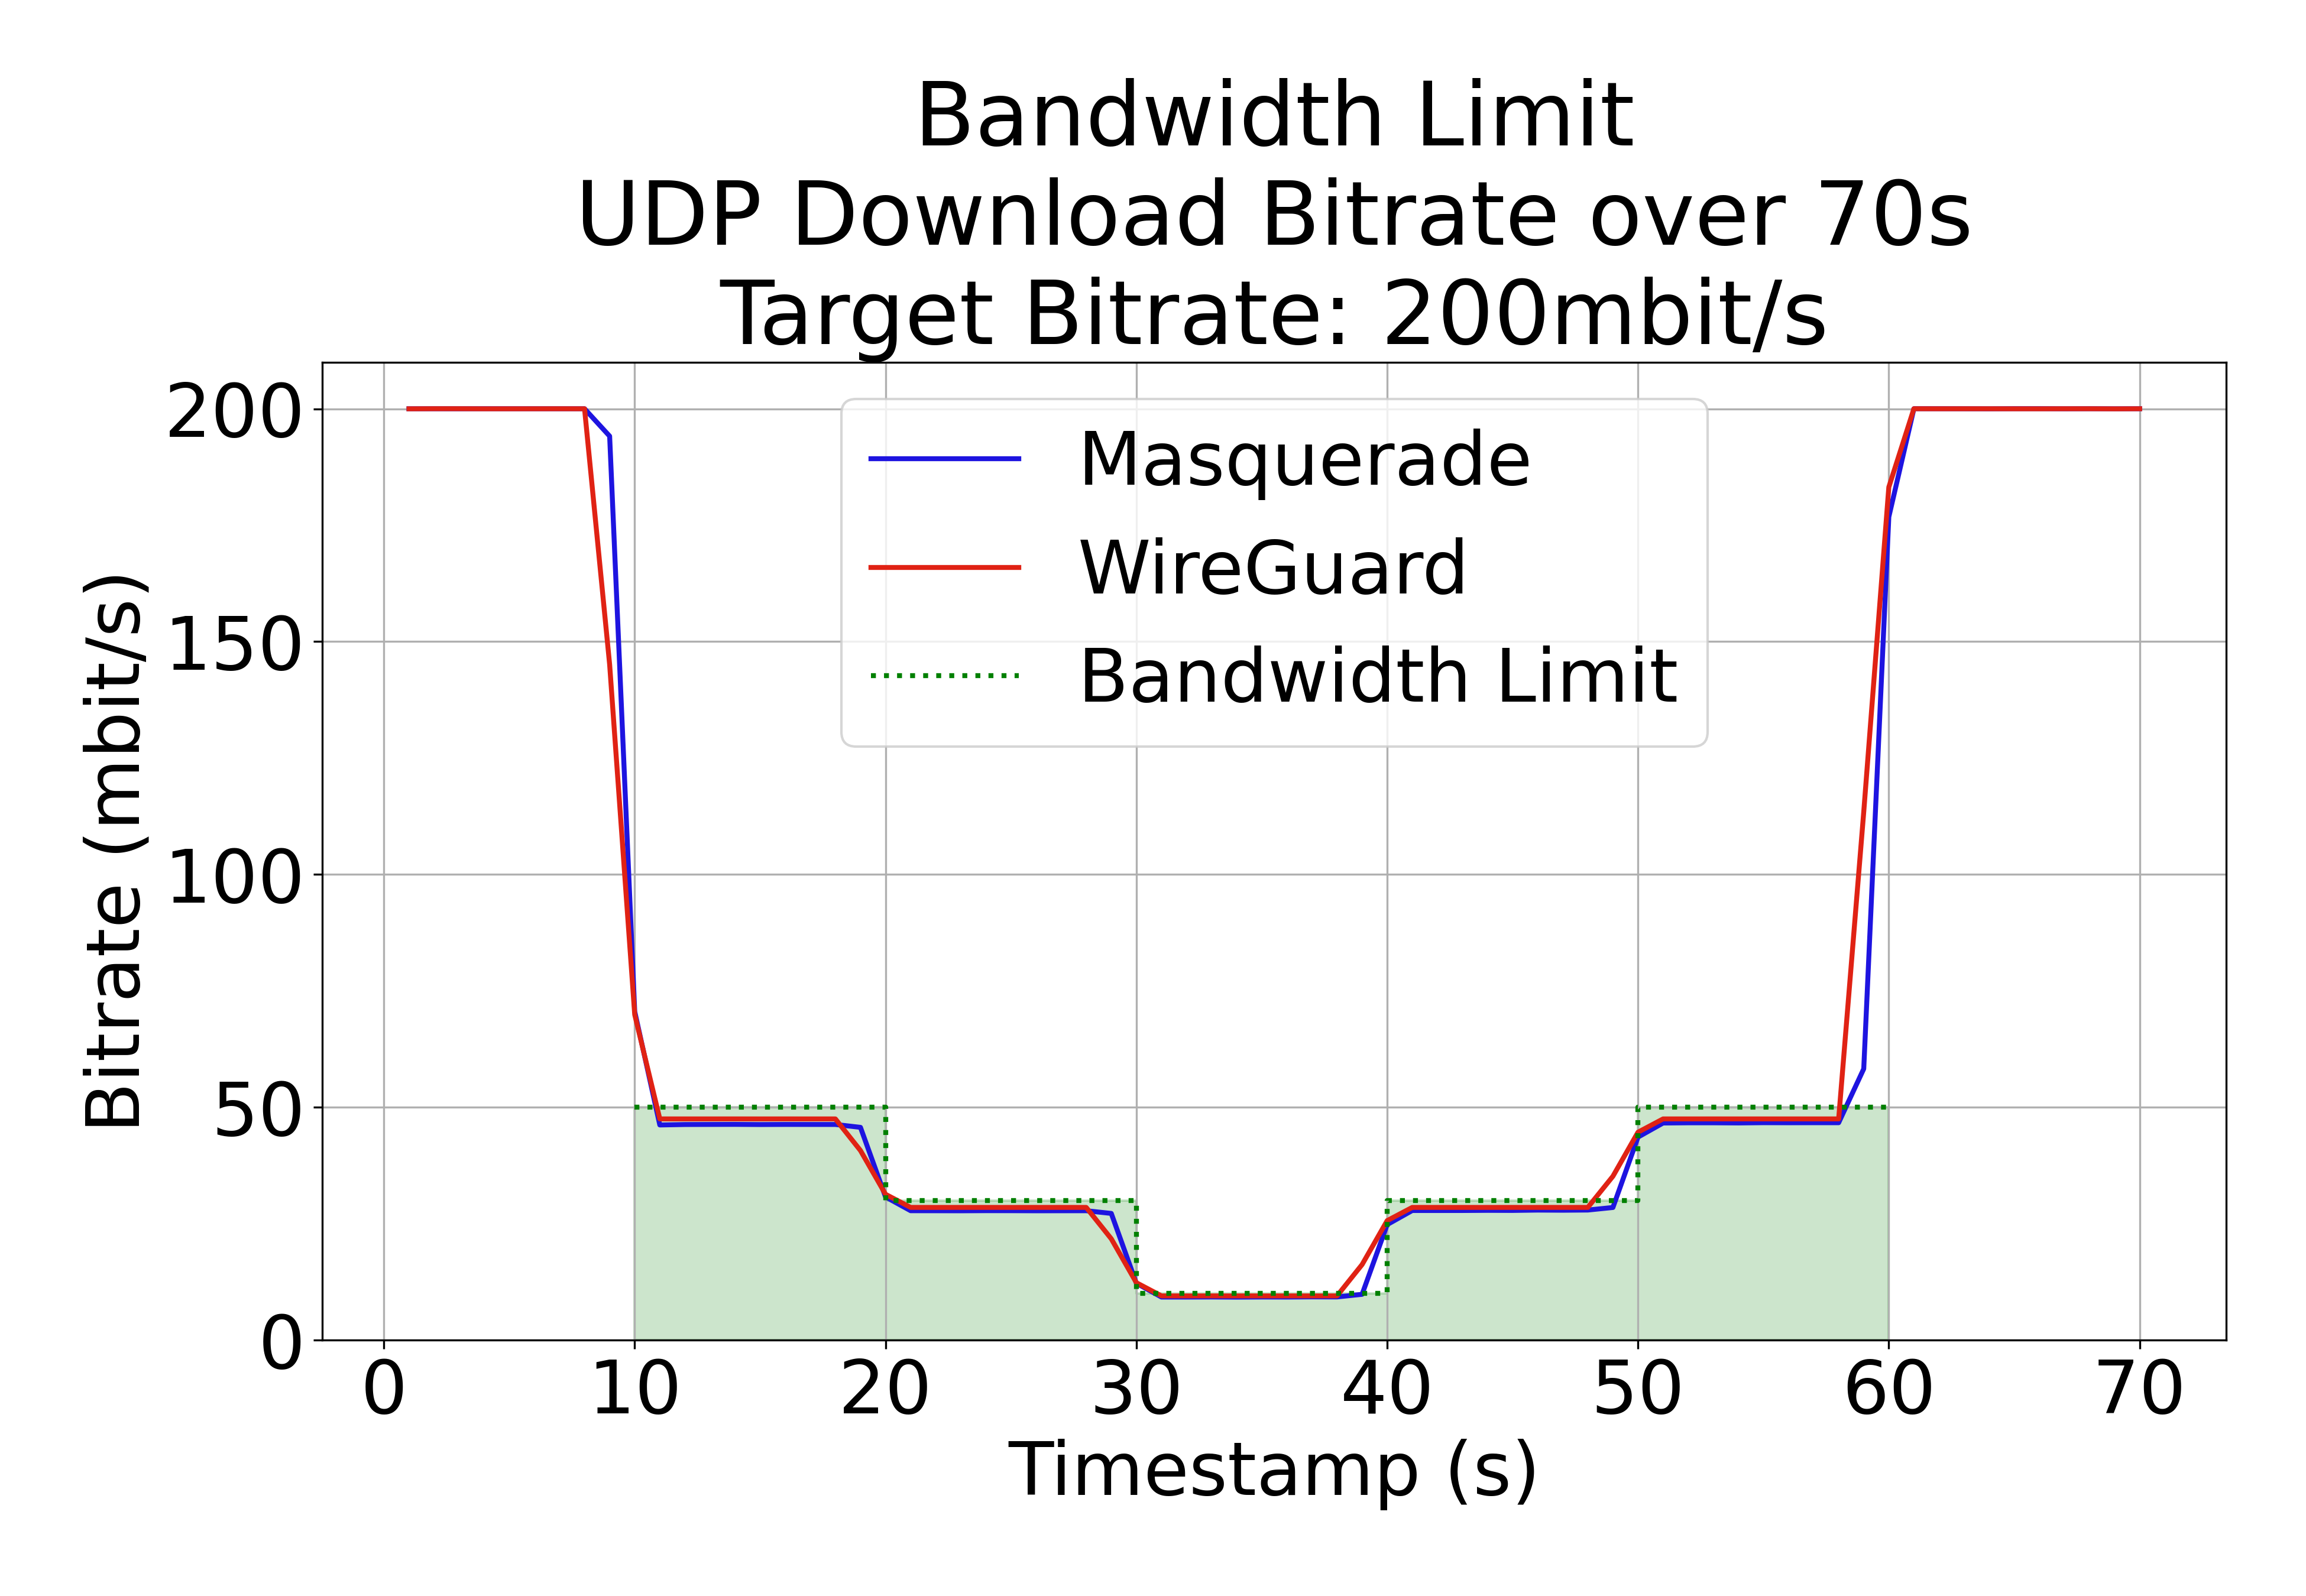 Bandwidth Limit
UDP Download Bitrate over 70s
Target Bitrate: 200mbit/s
Masquerade
WireGuard
Bandwidth Limit
Bitrate (mbit/s)
200
150
100
50
0
0 10 20 30 40 50 60 70
Timestamp (s)